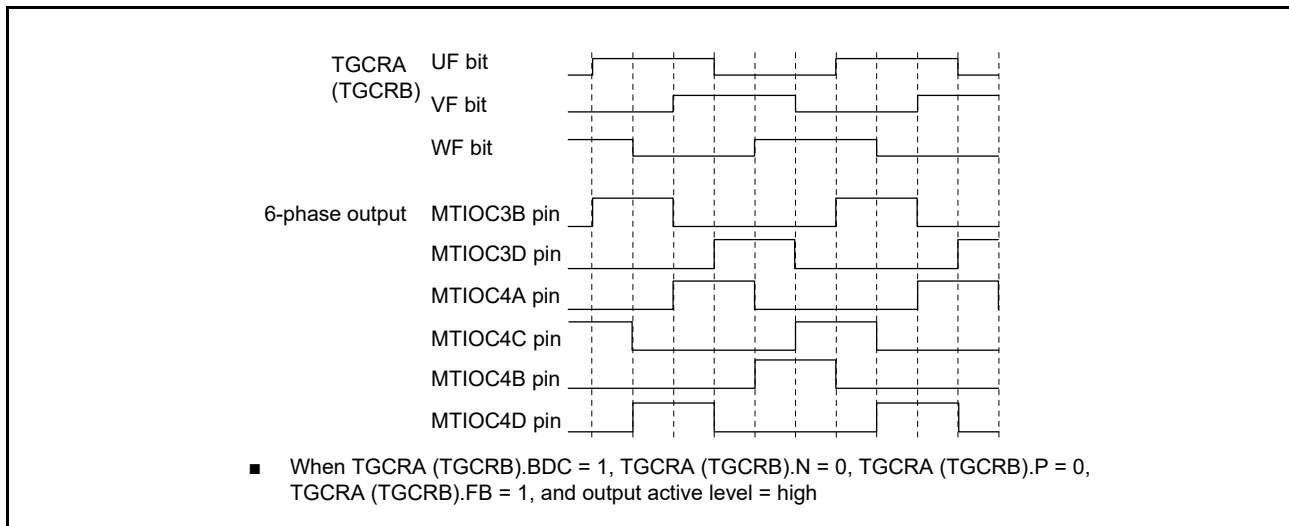 TGCRA
(TGCRB)
UF bit
VF bit
WF bit
6-phase output
MTIOC3B pin
MTIOC3D pin
MTIOC4A pin
MTIOC4C pin
MTIOC4B pin
MTIOC4D pin
■ When TGCRA (TGCRB).BDC = 1, TGCRA (TGCRB).N = 0, TGCRA (TGCRB).P = 0,
TGCRA (TGCRB).FB = 1, and output active level = high